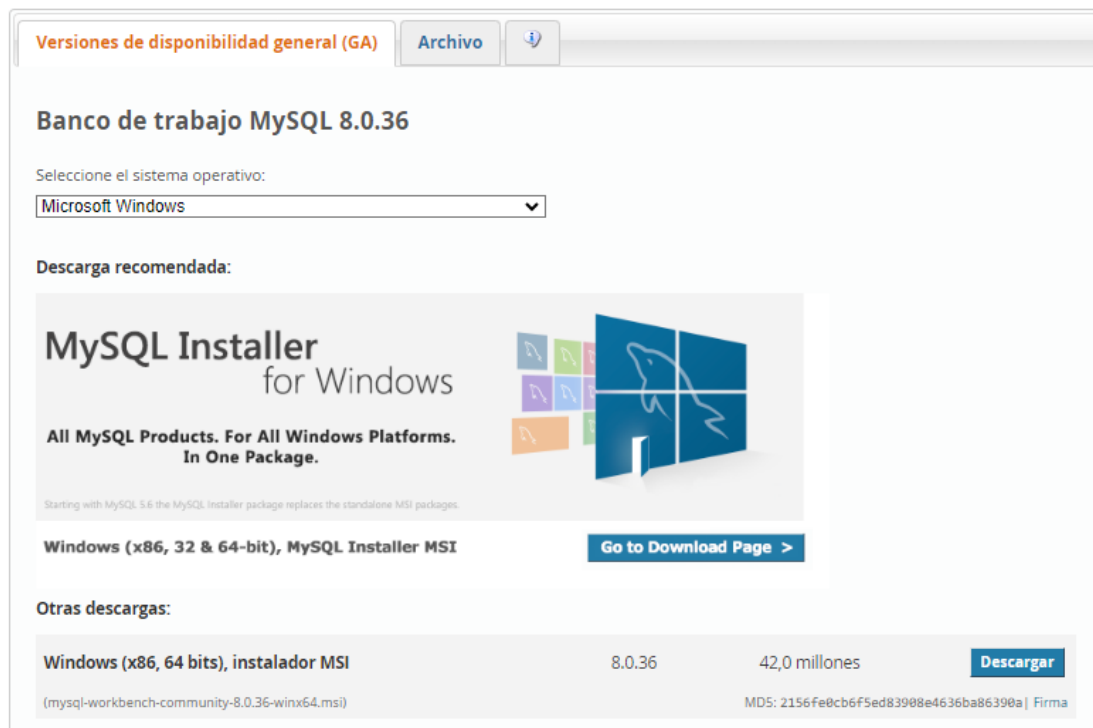 Versiones de disponibilidad general (GA)
Archivo
Banco de trabajo MySQL 8.0.36
Seleccione el sistema operativo:
Microsoft Windows
Descarga recomendada:
MySQL Installer
for Windows
All MySQL Products. For All Windows Platforms.
In One Package.
Starting with MySQL 5.6 the MySQL Installer package replaces the standalone MSI packages.
Windows (x86, 32 & 64-bit), MySQL Installer MSI
Go to Download Page >
Otras descargas:
Windows (x86, 64 bits), instalador MSI
8.0.36
42,0 millones
Descargar
(mysql-workbench-community-8.0.36-winx64.msi)
MD5: 2156fe0cb6f5ed83908e4636ba86390a| Firma